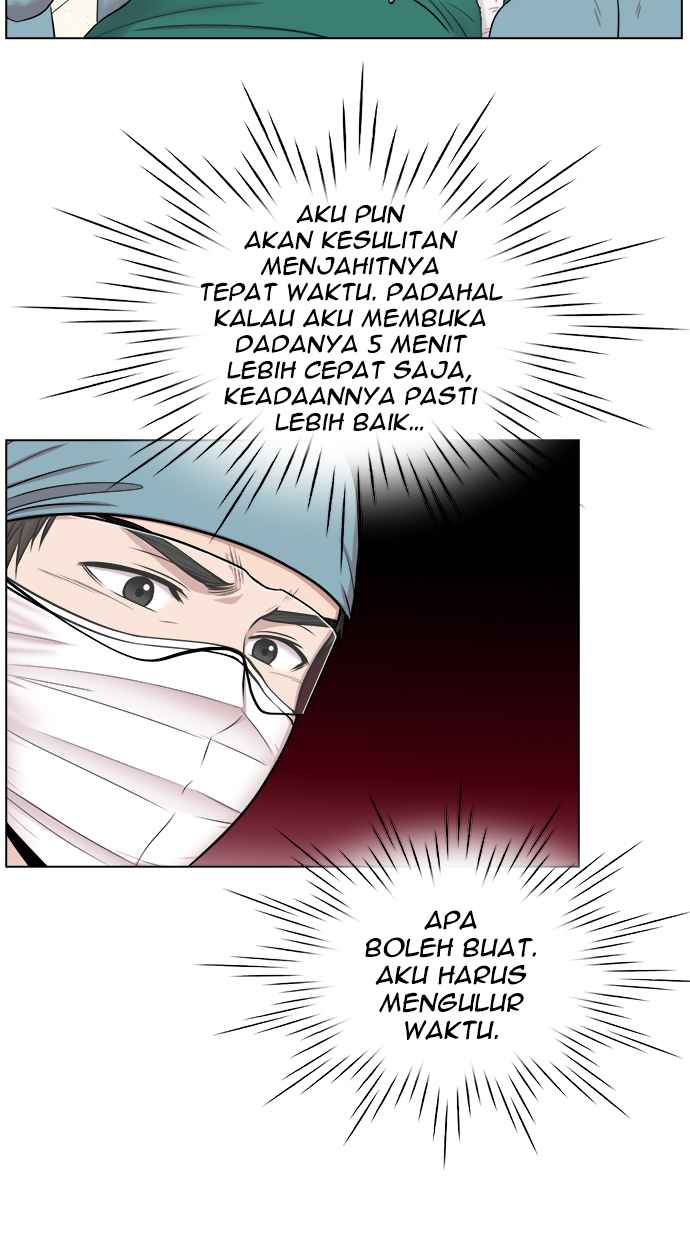 AKU PUN
AKAN KESULITAN
MENJAHITNYA
TEPAT WAKTU. PADAHAL
KALAU AKU MEMBUKA
DADANYA 5 MENIT
LEBIH CEPAT SAJA,
KEADAANNYA PASTI
LEBIH BAIK...
APA
BOLEH BUAT.
AKU HARUS
MENGULUR
WAKTU.